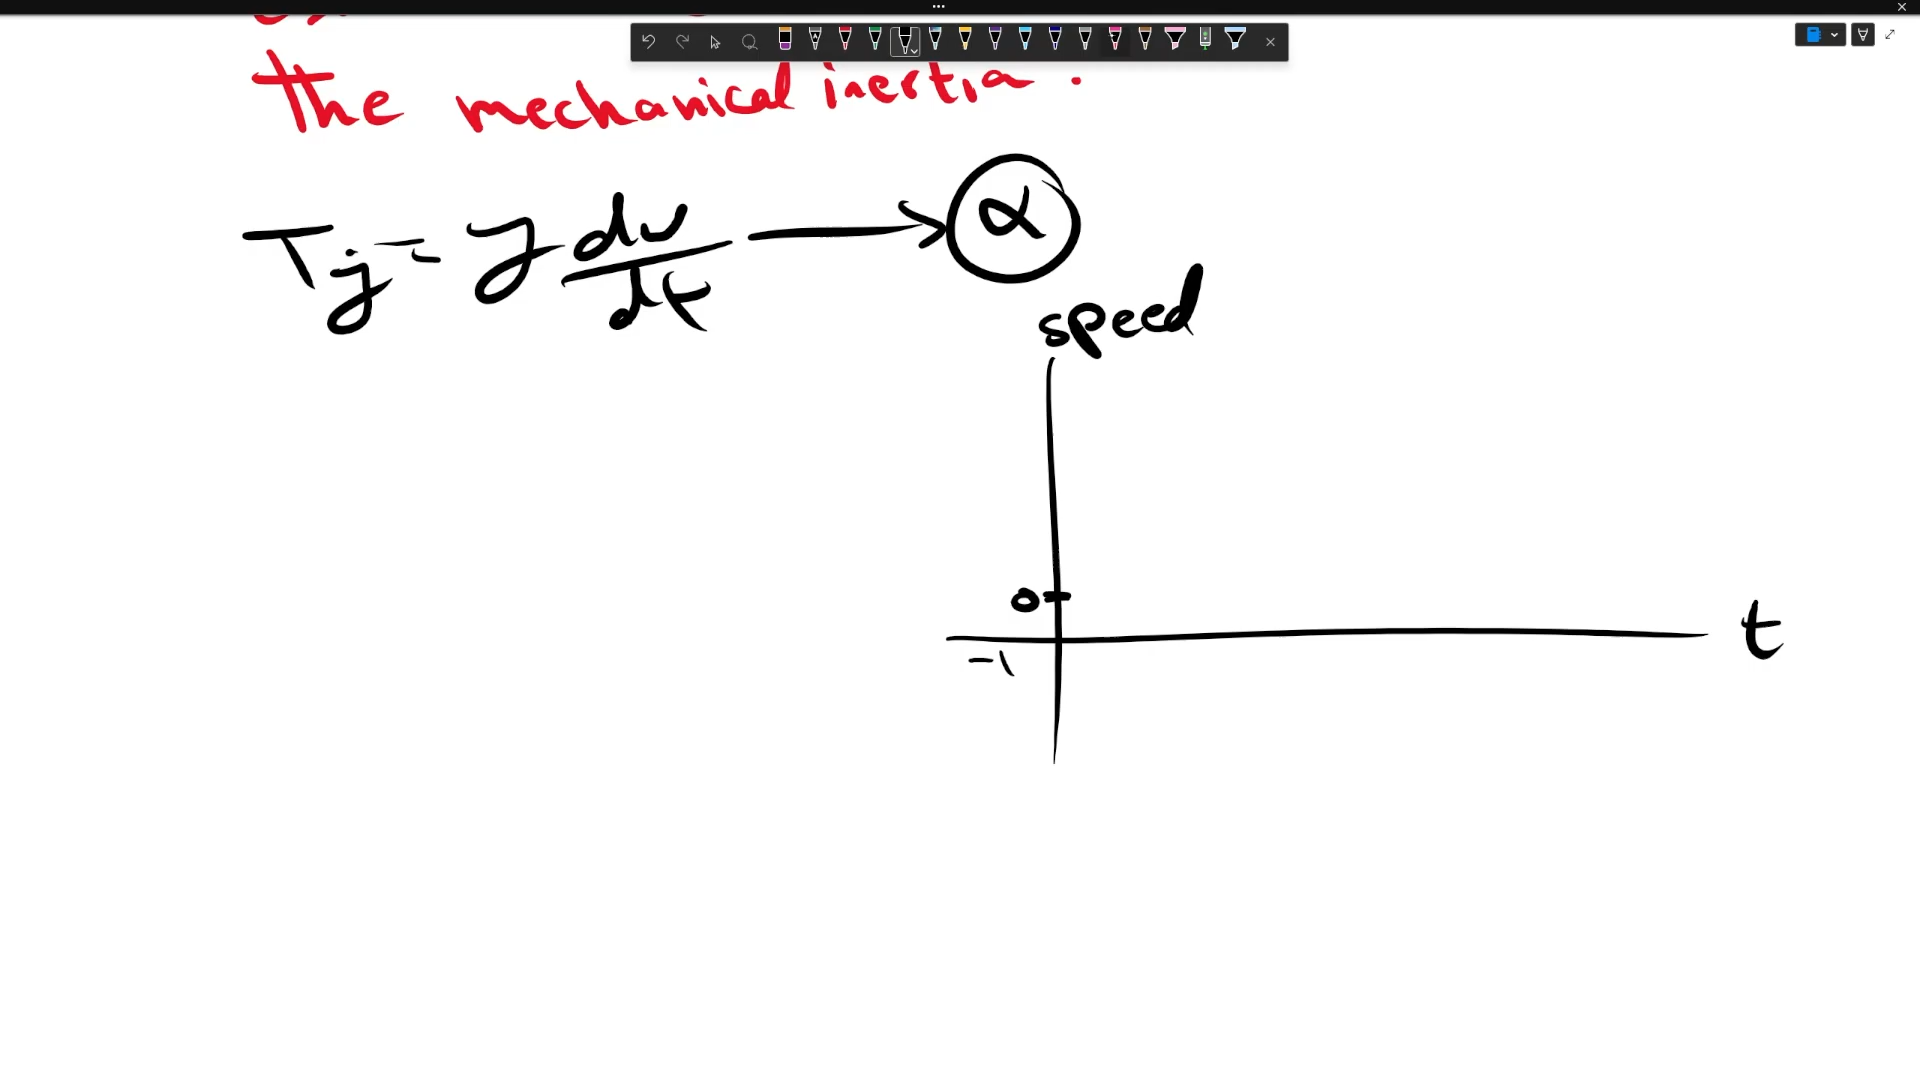 the mechanical inertia.
Tj = J dω/dt → α
speed
0
-1
t